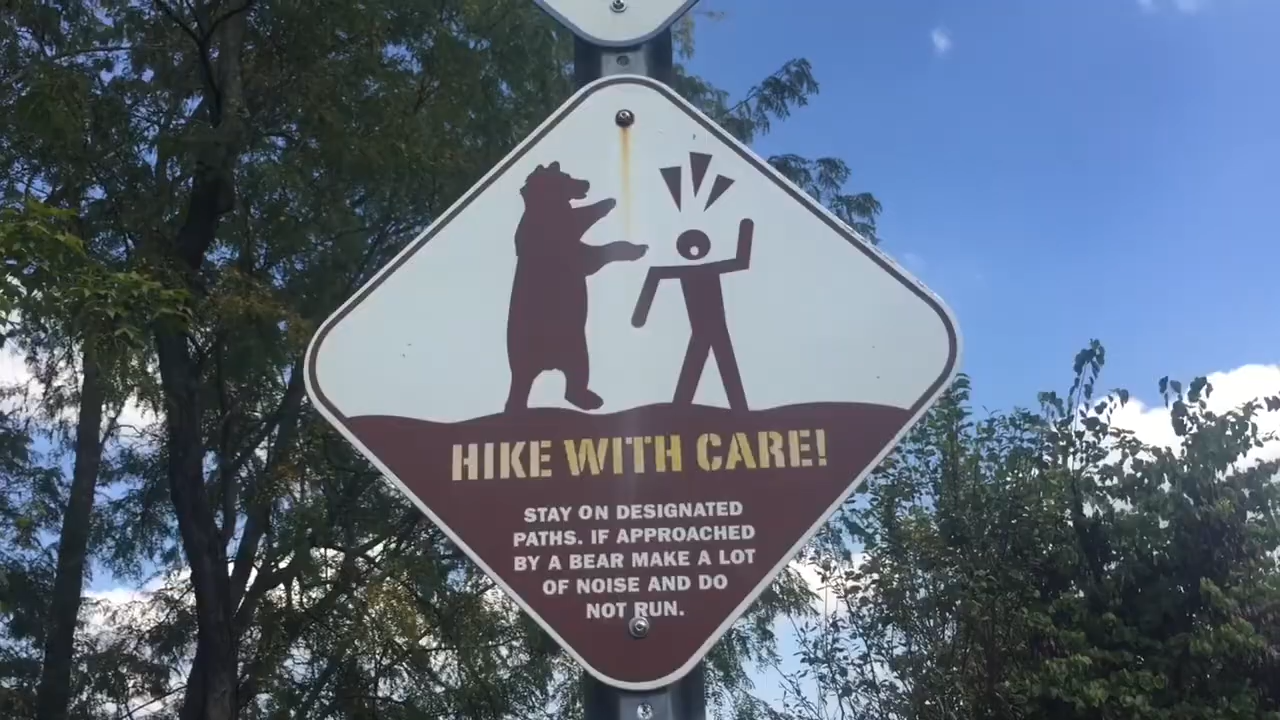 HIKE WITH CARE!
STAY ON DESIGNATED
PATHS. IF APPROACHED
BY A BEAR MAKE A LOT
OF NOISE AND DO
NOT RUN.